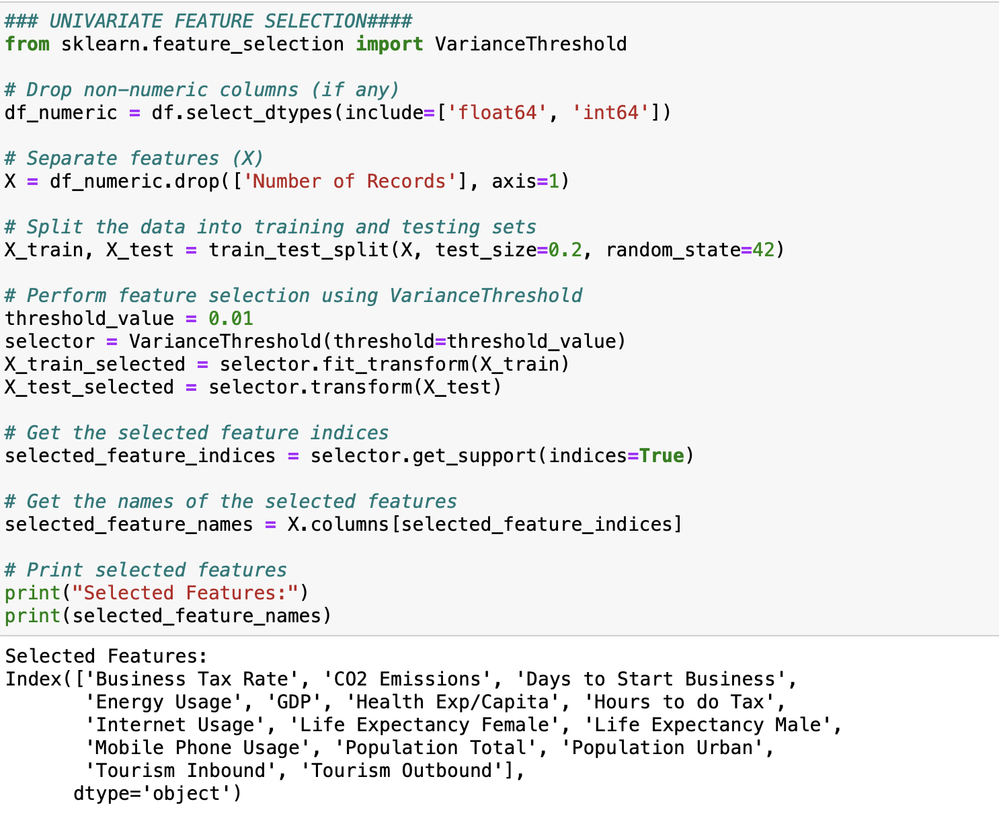 ### UNIVARIATE FEATURE SELECTION####
from sklearn.feature_selection import VarianceThreshold

# Drop non-numeric columns (if any)
df_numeric = df.select_dtypes(include=['float64', 'int64'])

# Separate features (X)
X = df_numeric.drop(['Number of Records'], axis=1)

# Split the data into training and testing sets
X_train, X_test = train_test_split(X, test_size=0.2, random_state=42)

# Perform feature selection using VarianceThreshold
threshold_value = 0.01
selector = VarianceThreshold(threshold=threshold_value)
X_train_selected = selector.fit_transform(X_train)
X_test_selected = selector.transform(X_test)

# Get the selected feature indices
selected_feature_indices = selector.get_support(indices=True)

# Get the names of the selected features
selected_feature_names = X.columns[selected_feature_indices]

# Print selected features
print("Selected Features:")
print(selected_feature_names)

Selected Features:
Index(['Business Tax Rate', 'CO2 Emissions', 'Days to Start Business',
       'Energy Usage', 'GDP', 'Health Exp/Capita', 'Hours to do Tax',
       'Internet Usage', 'Life Expectancy Female', 'Life Expectancy Male',
       'Mobile Phone Usage', 'Population Total', 'Population Urban',
       'Tourism Inbound', 'Tourism Outbound'],
      dtype='object')